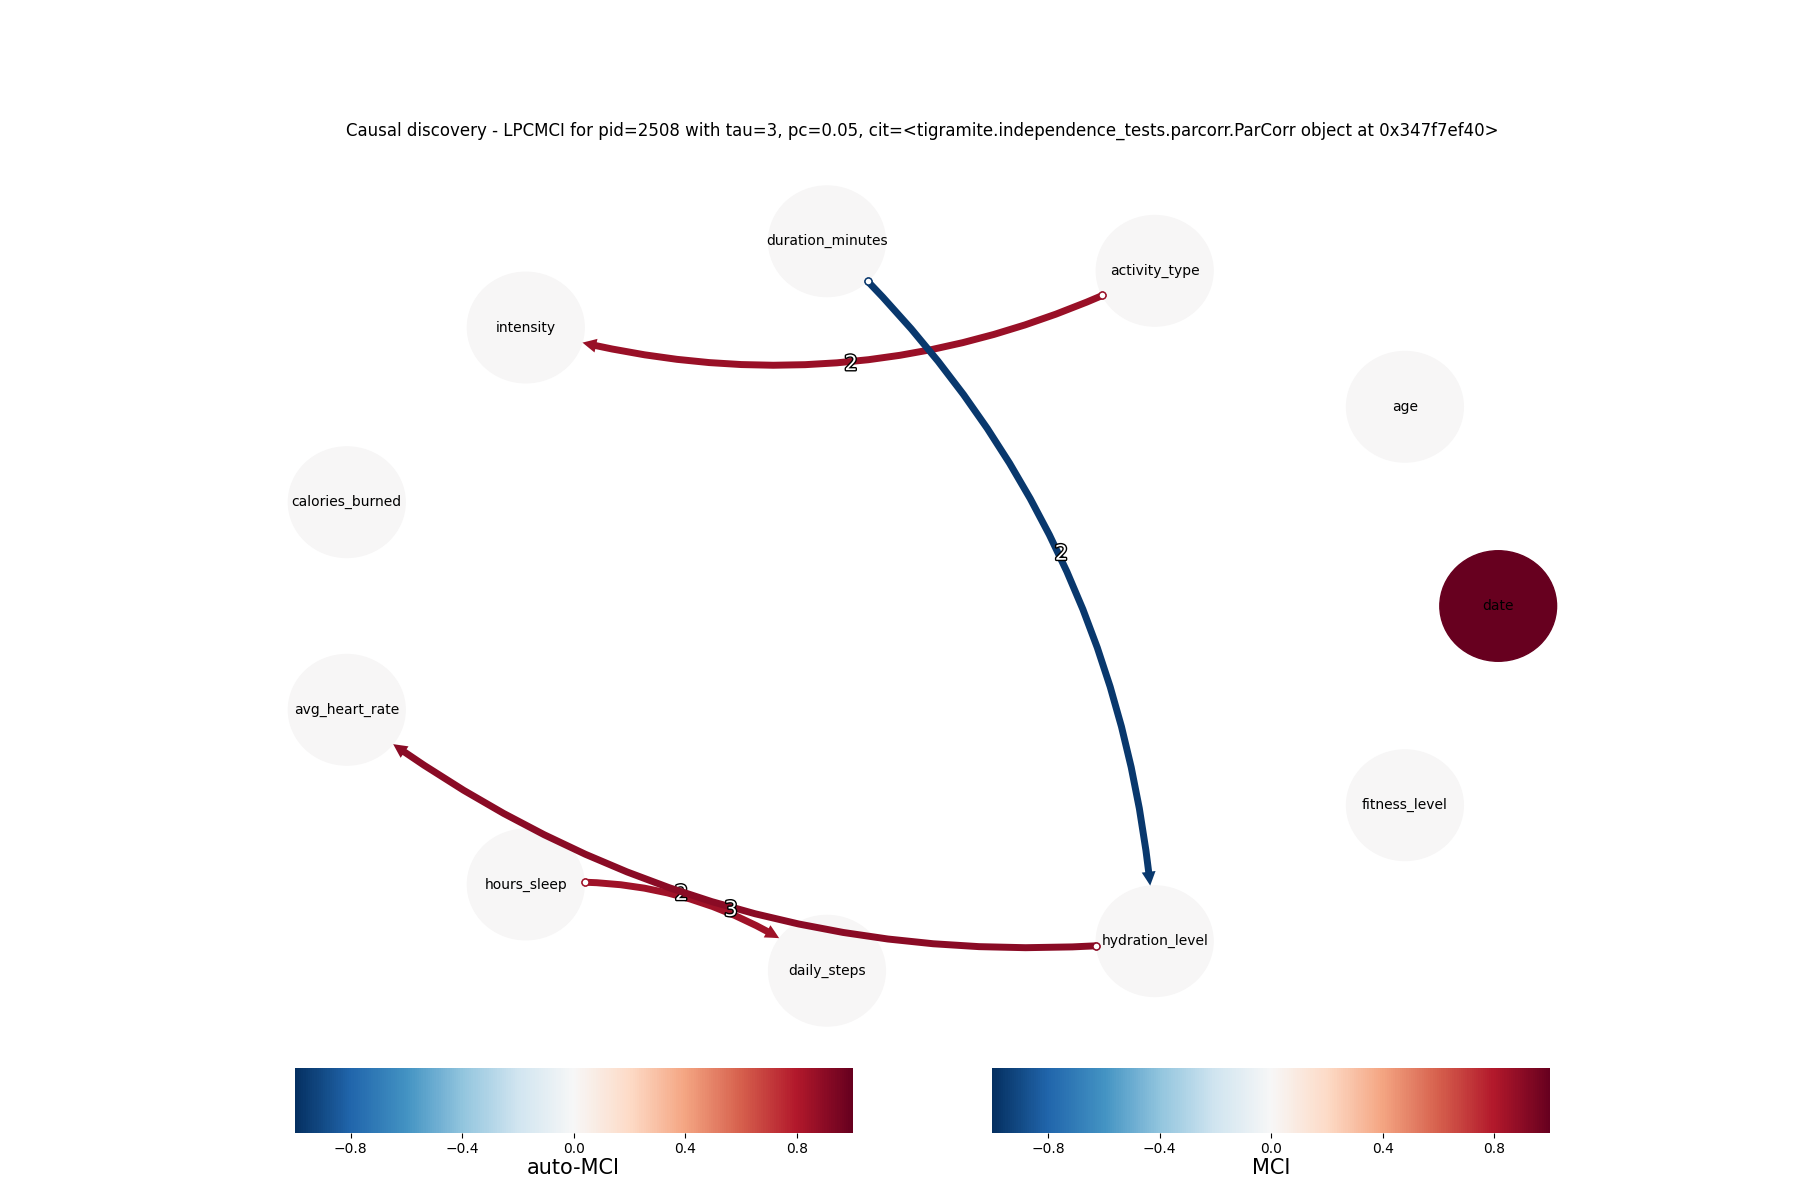 Causal discovery - LPCMCI for pid=2508 with tau=3, pc=0.05, cit=<tigramite.independence_tests.parcorr.ParCorr object at 0x347f7ef40>
duration_minutes
activity_type
intensity
2
age
calories_burned
2
date
avg_heart_rate
fitness_level
hours_sleep
2
3
hydration_level
daily_steps
−0.8 −0.4 0.0 0.4 0.8
auto-MCI
−0.8 −0.4 0.0 0.4 0.8
MCI